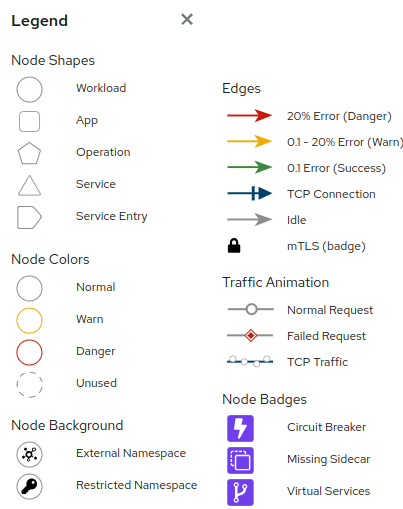 Legend
Node Shapes
Workload
App
Operation
Service
Service Entry
Node Colors
Normal
Warn
Danger
Unused
Node Background
External Namespace
Restricted Namespace
Edges
20% Error (Danger)
0.1 - 20% Error (Warn)
0.1 Error (Success)
TCP Connection
Idle
mTLS (badge)
Traffic Animation
Normal Request
Failed Request
TCP Traffic
Node Badges
Circuit Breaker
Missing Sidecar
Virtual Services